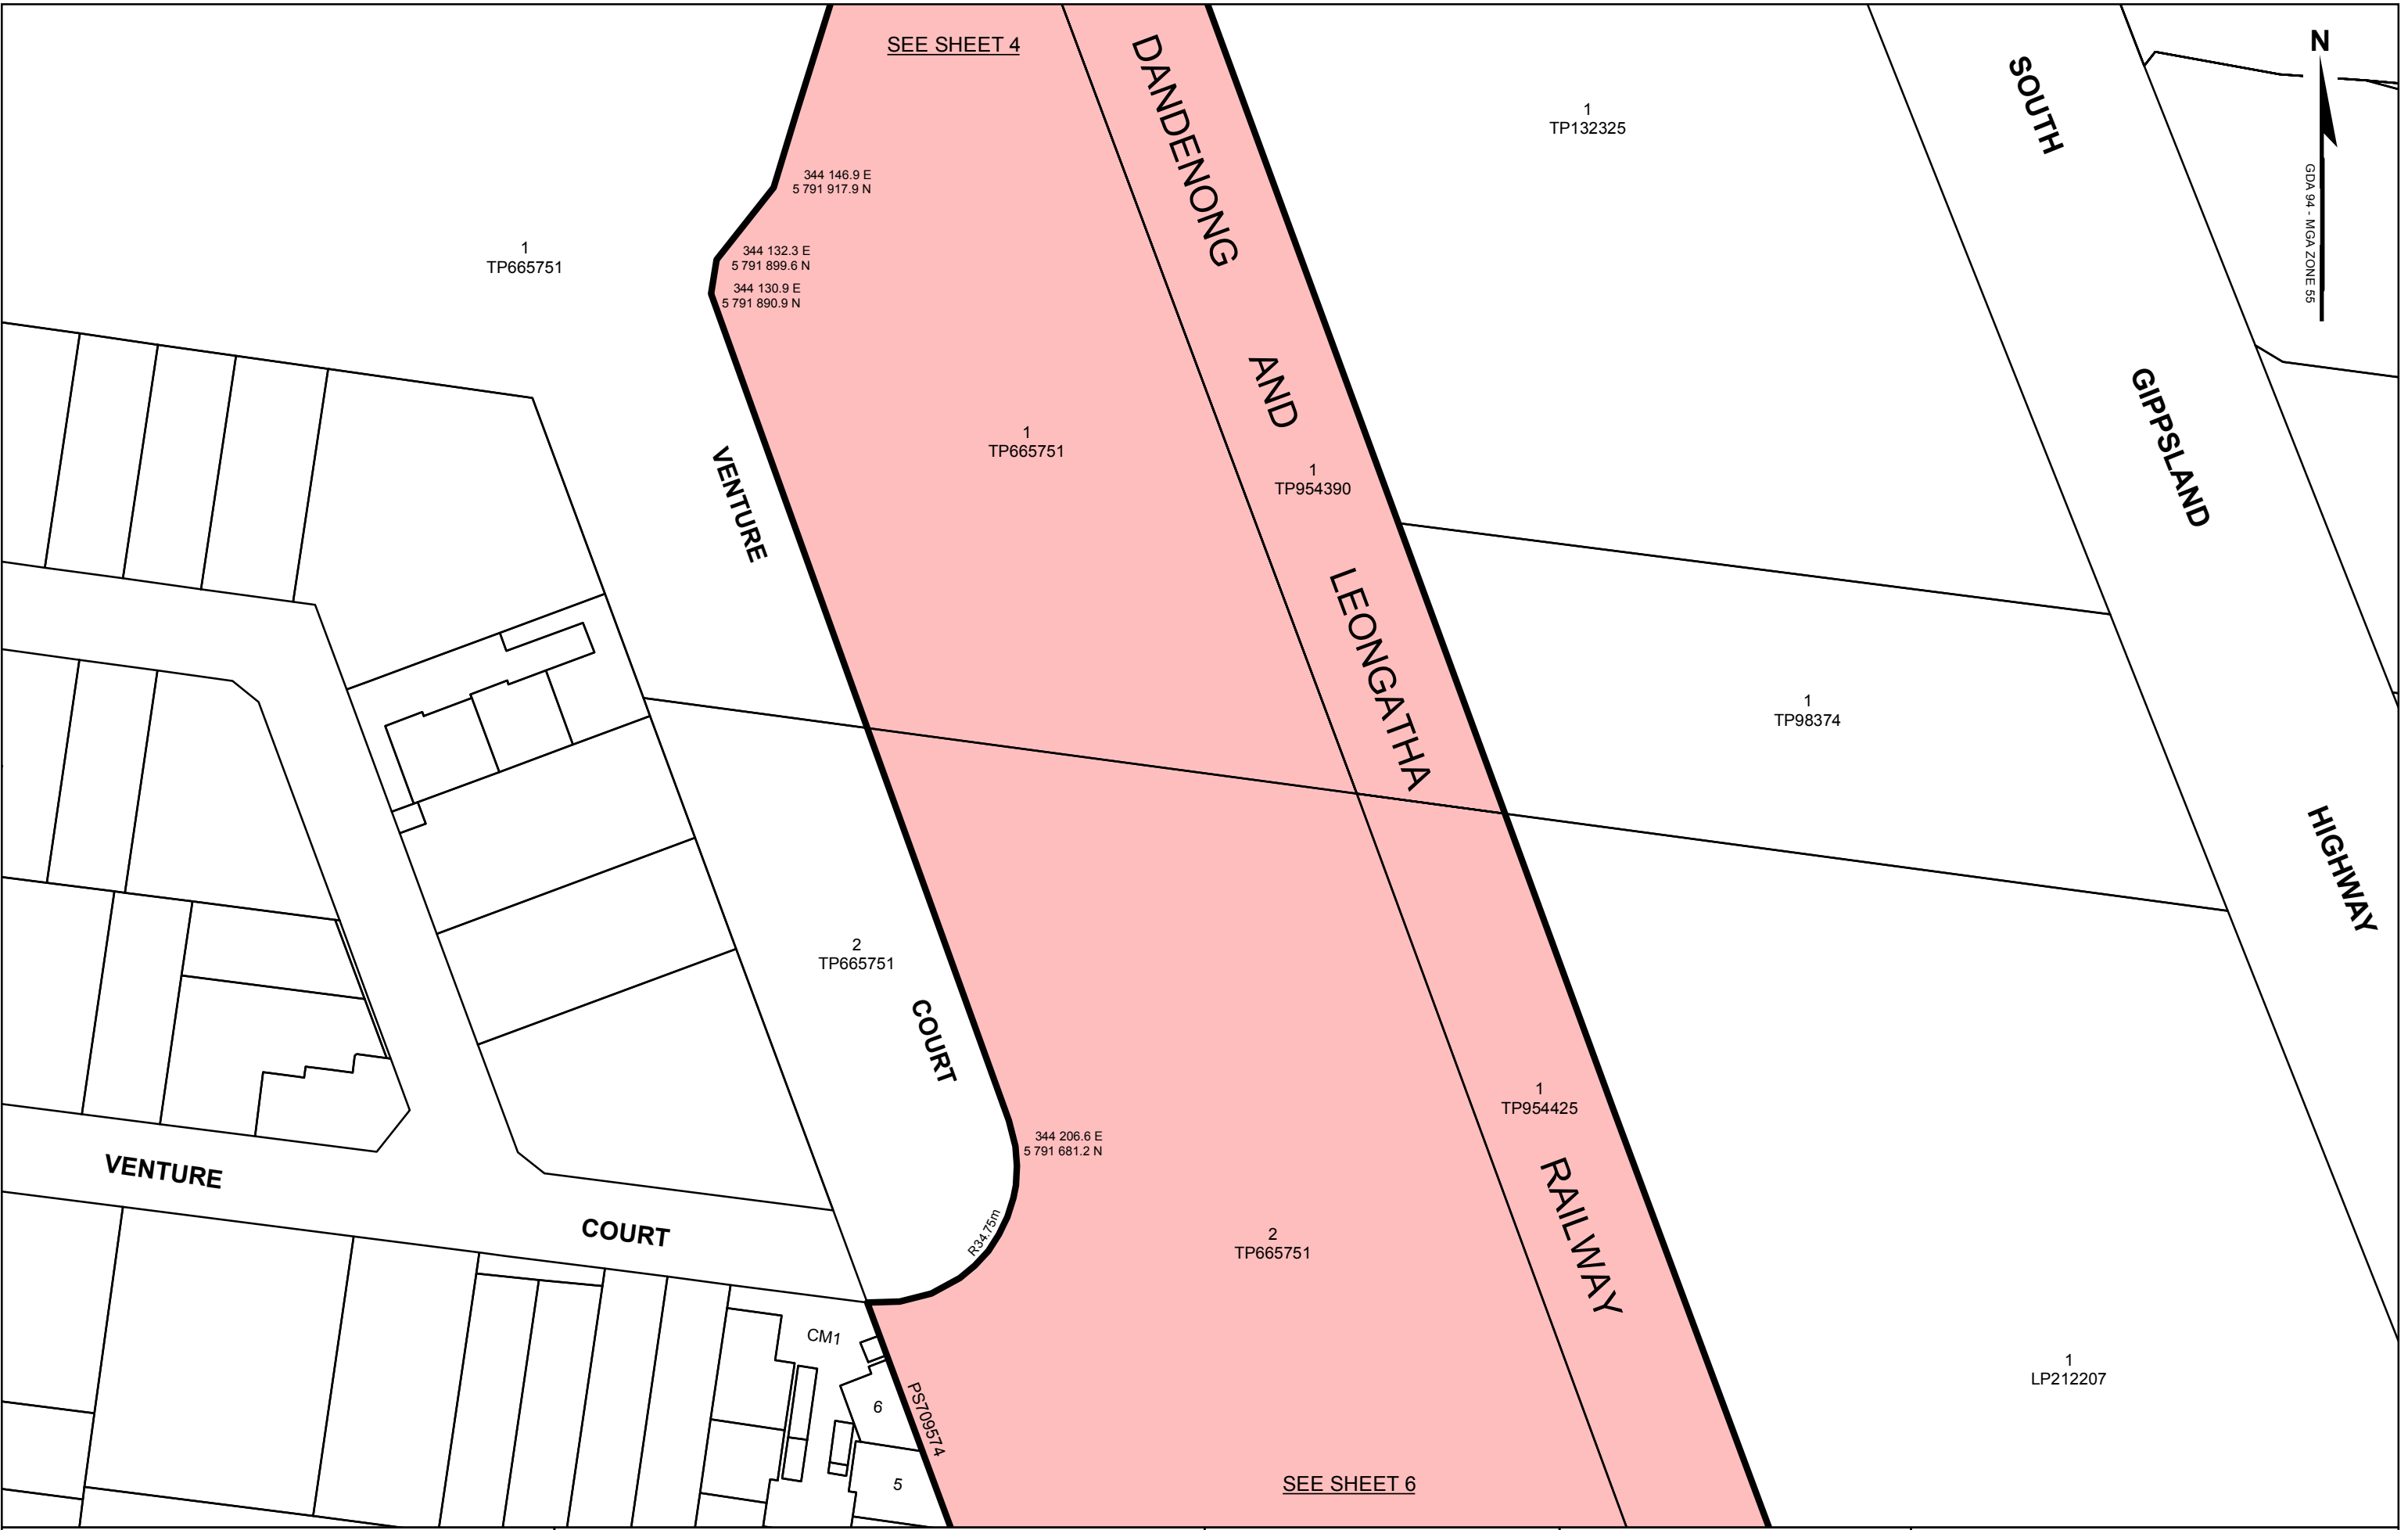 SEE SHEET 4
N
GDA 94 - MGA ZONE 55
DANDENONG
AND
LEONGATHA
RAILWAY
SOUTH
GIPPSLAND
HIGHWAY
1
TP132325
344 146.9 E
5 791 917.9 N
1
TP665751
344 132.3 E
5 791 899.6 N
344 130.9 E
5 791 890.9 N
VENTURE
1
TP665751
1
TP954390
1
TP98374
2
TP665751
COURT
1
TP954425
344 206.6 E
5 791 681.2 N
VENTURE
COURT
R34.75m
2
TP665751
CM1
1
LP212207
6
PS709574
5
SEE SHEET 6